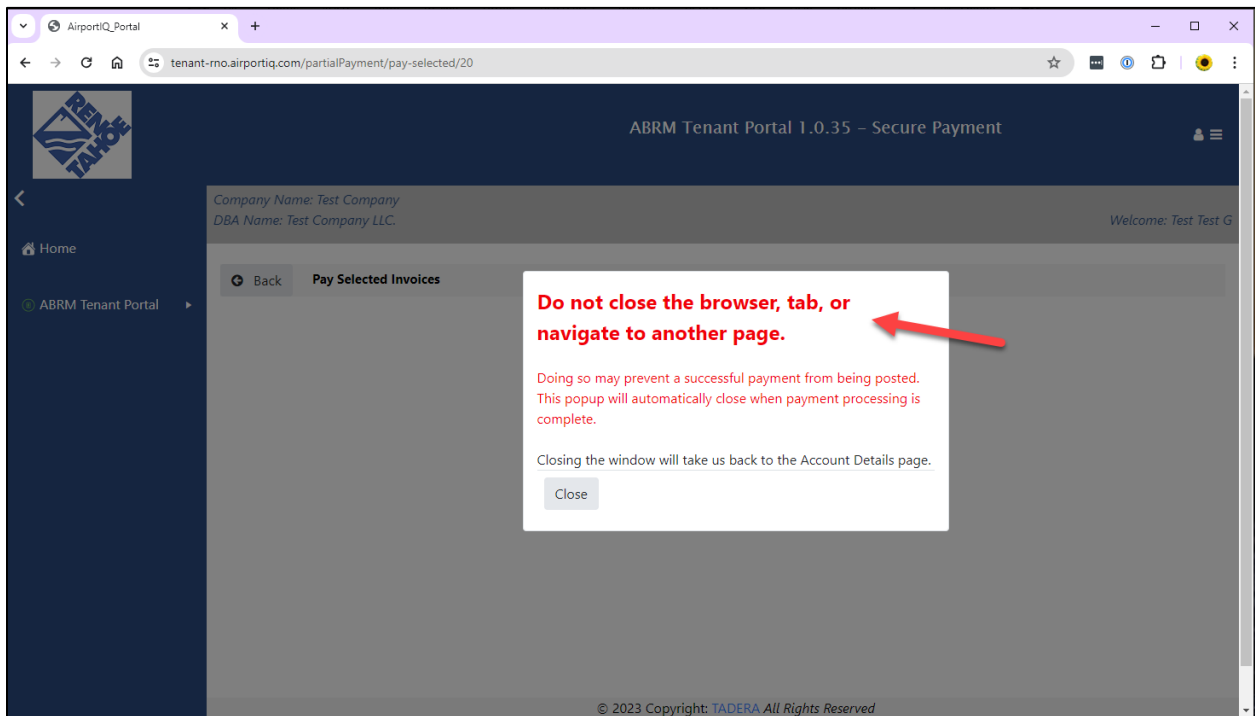 AirportIQ_Portal
tenant-rno.airportiq.com/partialPayment/pay-selected/20
RENO
TAHOE
ABRM Tenant Portal 1.0.35 – Secure Payment
Company Name: Test Company
DBA Name: Test Company LLC.
Welcome: Test Test G
Home
ABRM Tenant Portal
Back Pay Selected Invoices
Do not close the browser, tab, or
navigate to another page.
Doing so may prevent a successful payment from being posted.
This popup will automatically close when payment processing is
complete.
Closing the window will take us back to the Account Details page.
Close
© 2023 Copyright: TADERA All Rights Reserved